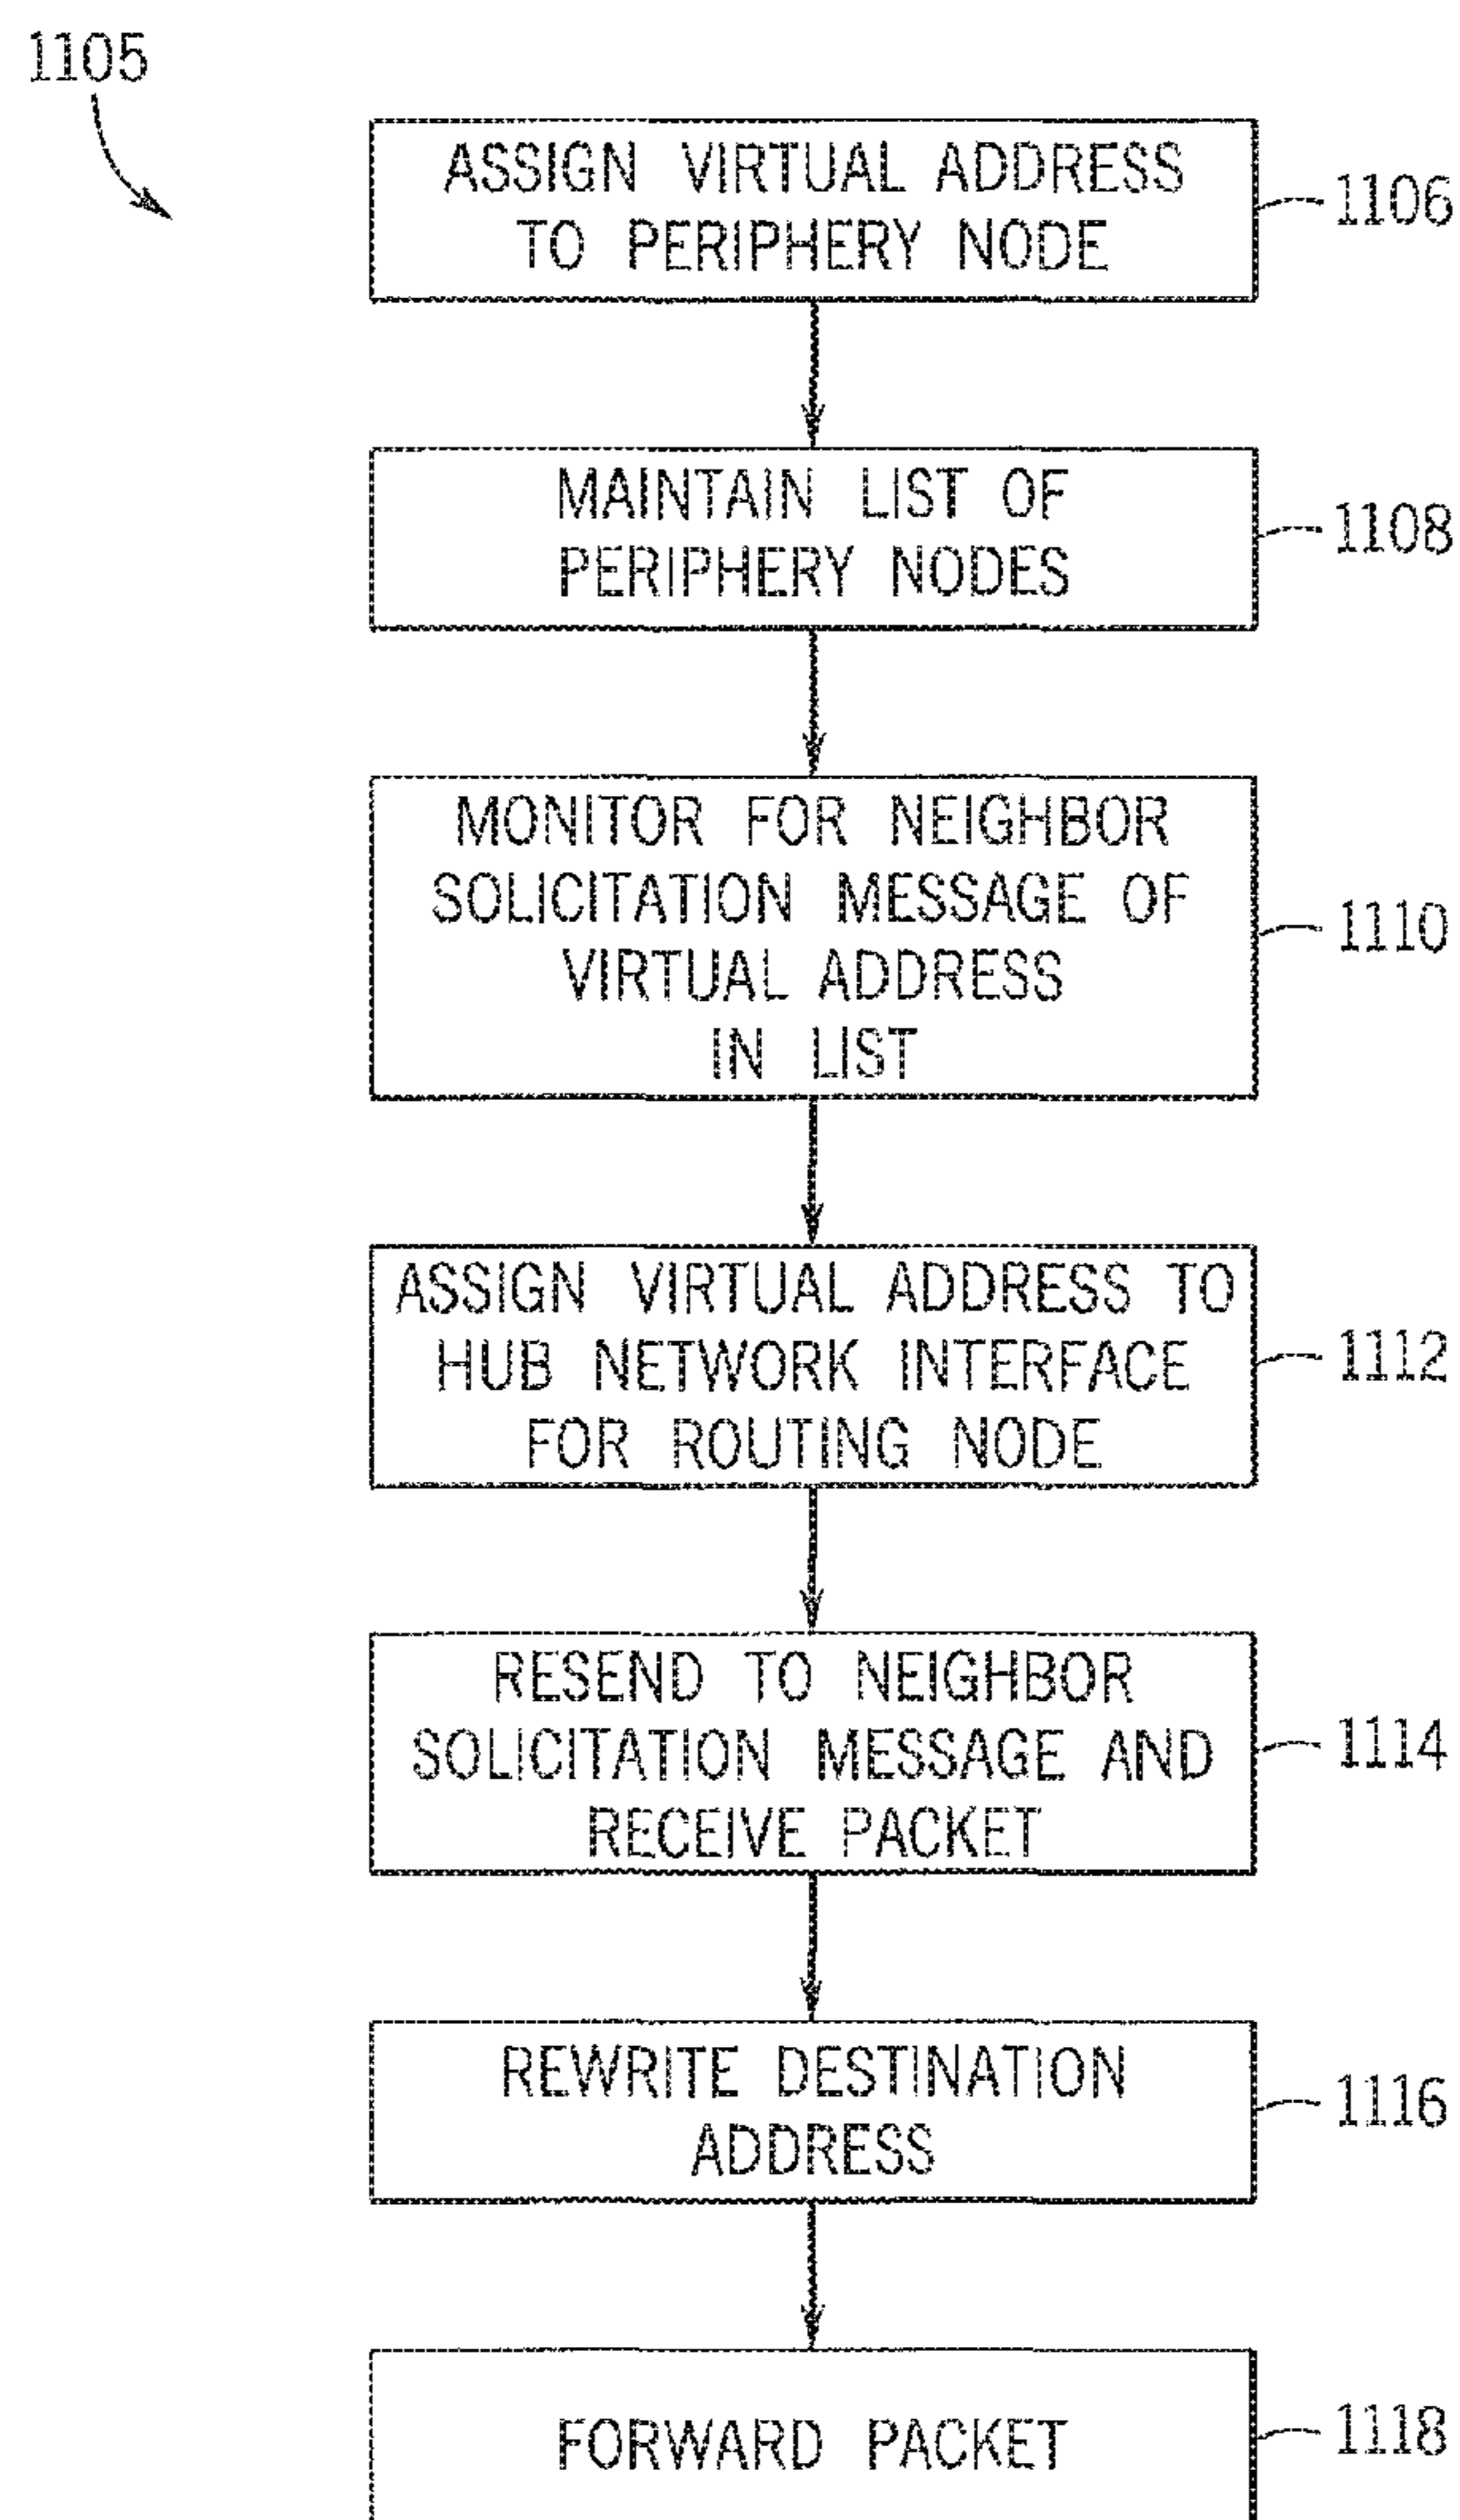 1105
ASSIGN VIRTUAL ADDRESS
TO PERIPHERY NODE
1106
MAINTAIN LIST OF
PERIPHERY NODES
1108
MONITOR FOR NEIGHBOR
SOLICITATION MESSAGE OF
VIRTUAL ADDRESS
IN LIST
1110
ASSIGN VIRTUAL ADDRESS TO
HUB NETWORK INTERFACE
FOR ROUTING NODE
1112
RESEND TO NEIGHBOR
SOLICITATION MESSAGE AND
RECEIVE PACKET
1114
REWRITE DESTINATION
ADDRESS
1116
FORWARD PACKET
1118